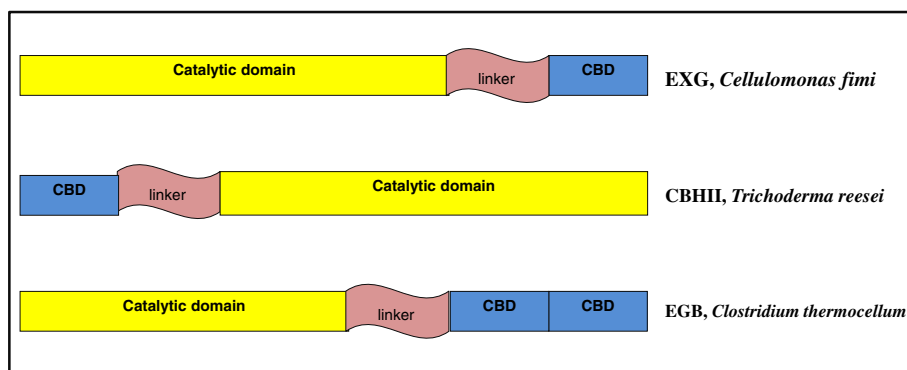 Catalytic domain linker CBD EXG, Cellulomonas fimi
CBD linker Catalytic domain CBHII, Trichoderma reesei
Catalytic domain linker CBD CBD EGB, Clostridium thermocellum